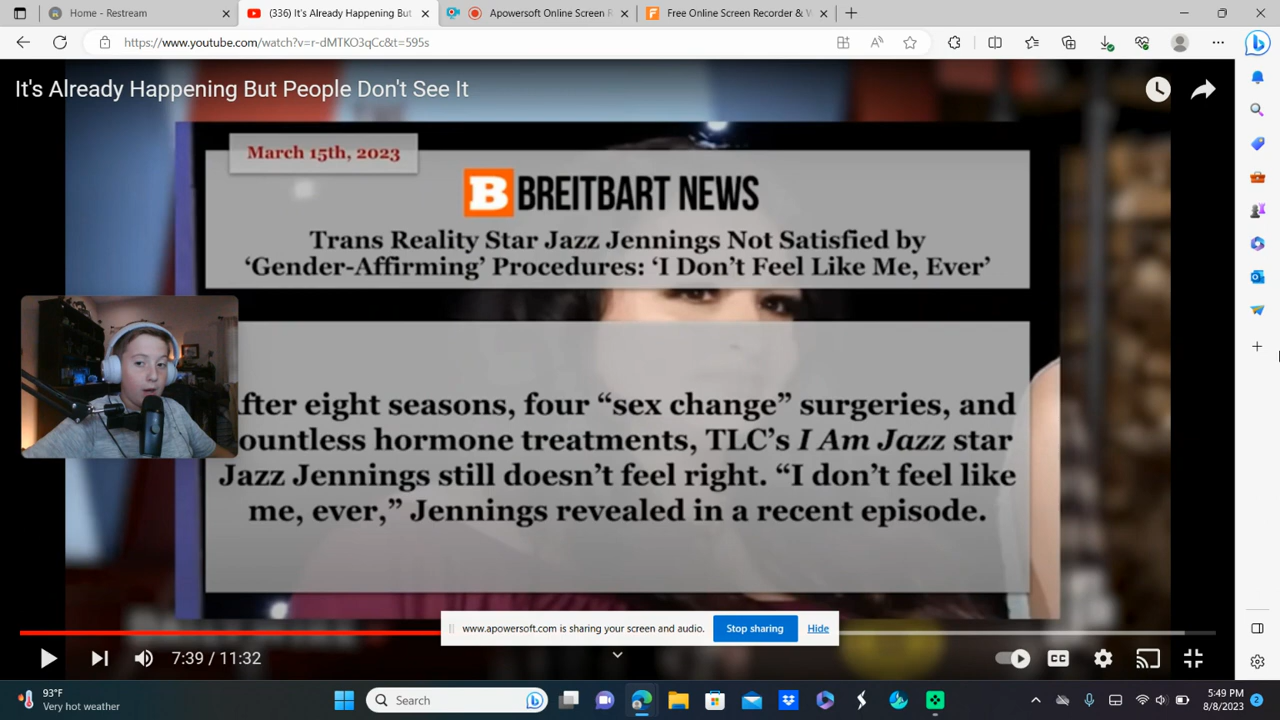 Home - Restream
(336) It's Already Happening But
Apowersoft Online Screen R
Free Online Screen Recorder & V
https://www.youtube.com/watch?v=r-dMTKO3qCc&t=595s
It's Already Happening But People Don't See It
March 15th, 2023
B BREITBART NEWS
Trans Reality Star Jazz Jennings Not Satisfied by
‘Gender-Affirming’ Procedures: ‘I Don’t Feel Like Me, Ever’
fter eight seasons, four “sex change” surgeries, and
ountless hormone treatments, TLC’s I Am Jazz star
Jazz Jennings still doesn’t feel right. “I don’t feel like
me, ever,” Jennings revealed in a recent episode.
www.apowersoft.com is sharing your screen and audio.
Stop sharing
Hide
7:39 / 11:32
CC
93°F
Very hot weather
Search
5:49 PM
8/8/2023
2